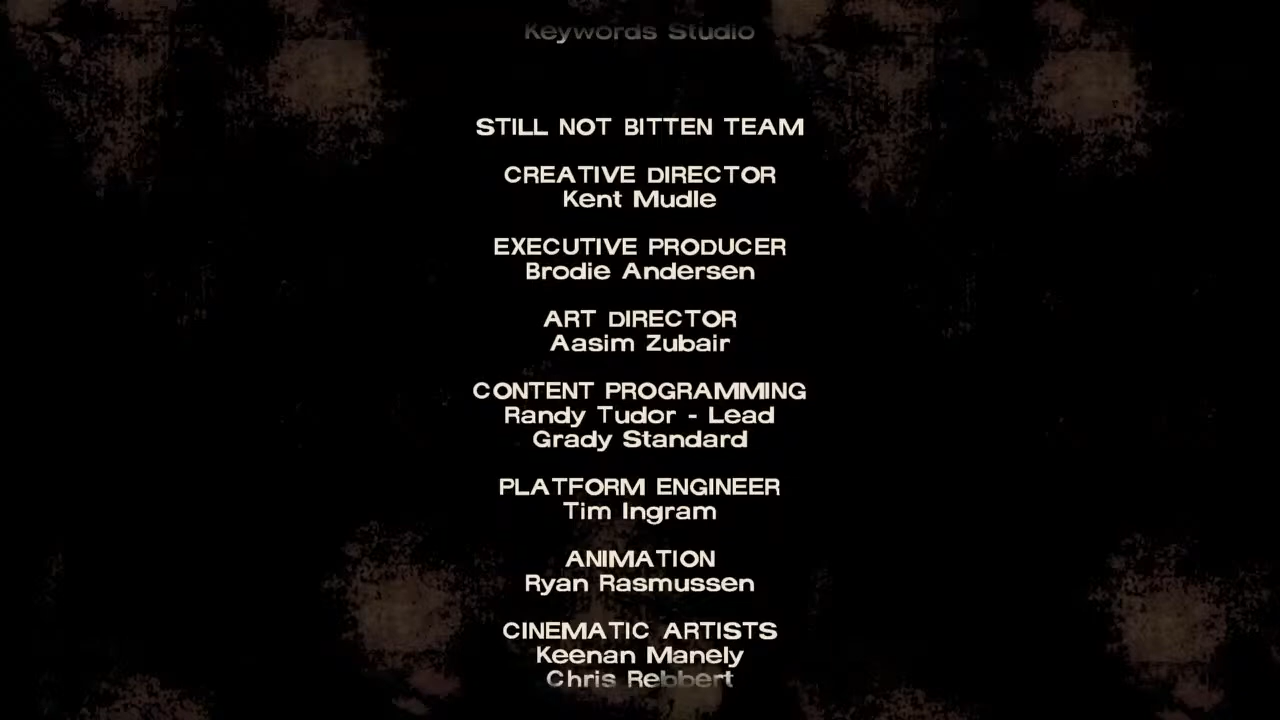 Keywords Studio
STILL NOT BITTEN TEAM
CREATIVE DIRECTOR
Kent Mudle
EXECUTIVE PRODUCER
Brodie Andersen
ART DIRECTOR
Aasim Zubair
CONTENT PROGRAMMING
Randy Tudor - Lead
Grady Standard
PLATFORM ENGINEER
Tim Ingram
ANIMATION
Ryan Rasmussen
CINEMATIC ARTISTS
Keenan Manely
Chris Rebbert